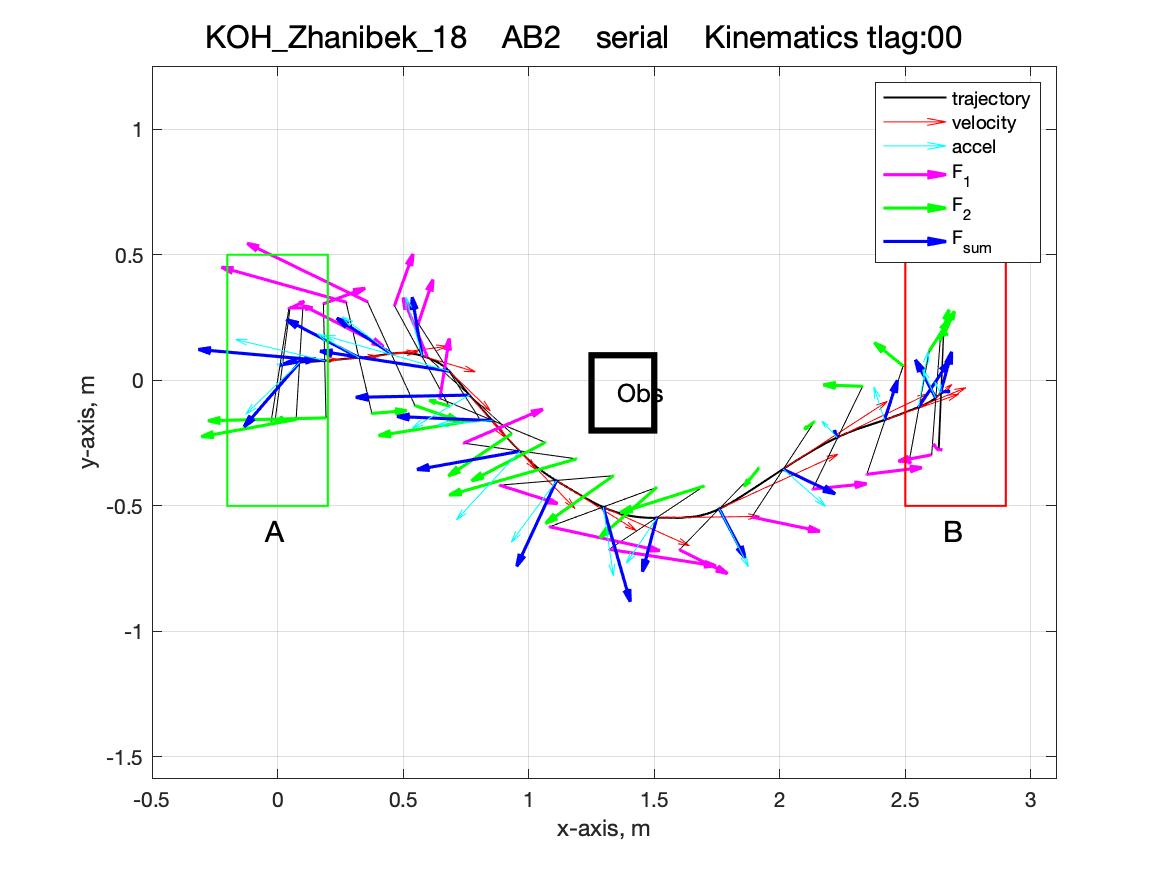 KOH_Zhanibek_18 AB2 serial Kinematics tlag:00
trajectory
velocity
accel
F1
F2
Fsum
1
0.5
0
-0.5
-1
-1.5
y-axis, m
Obs
A
B
-0.5 0 0.5 1 1.5 2 2.5 3
x-axis, m